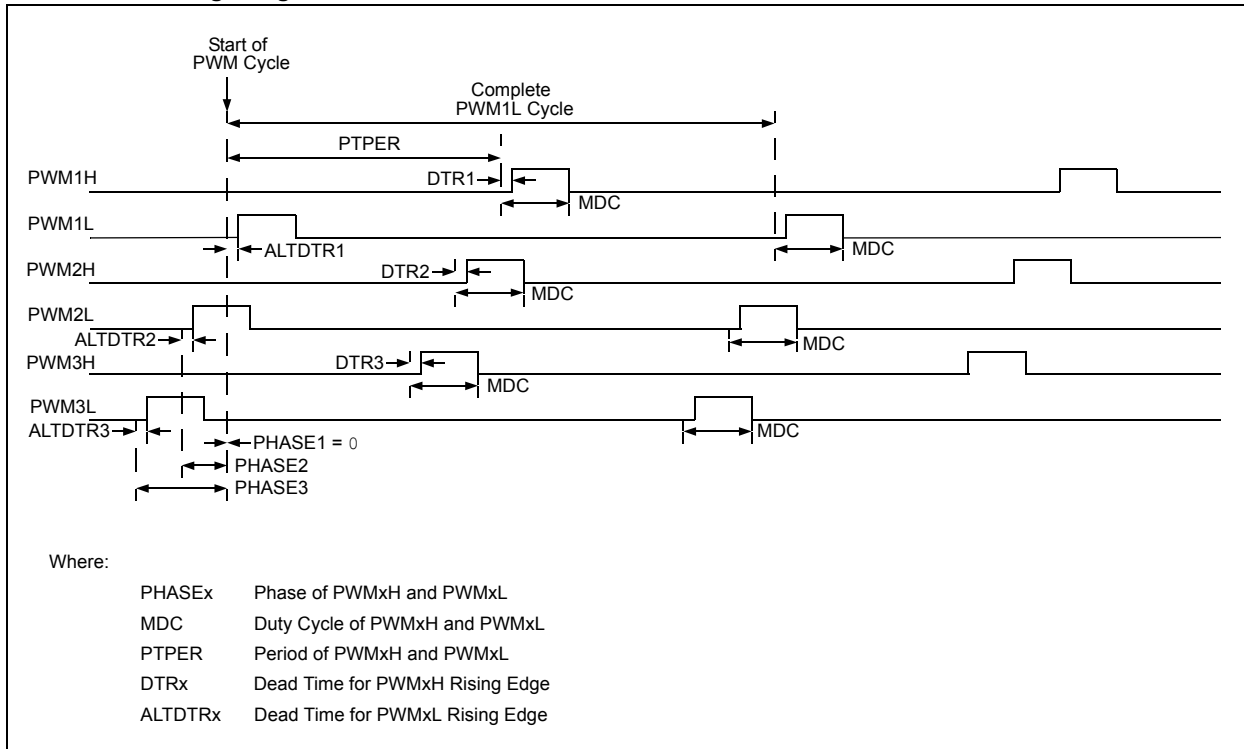 Start of
PWM Cycle
Complete
PWM1L Cycle
PTPER
PWM1H
DTR1
MDC
PWM1L
ALTDTR1
MDC
PWM2H
DTR2
MDC
PWM2L
ALTDTR2
MDC
PWM3H
DTR3
MDC
PWM3L
ALTDTR3
MDC
PHASE1 = 0
PHASE2
PHASE3
Where:
PHASEx Phase of PWMxH and PWMxL
MDC Duty Cycle of PWMxH and PWMxL
PTPER Period of PWMxH and PWMxL
DTRx Dead Time for PWMxH Rising Edge
ALTDTRx Dead Time for PWMxL Rising Edge